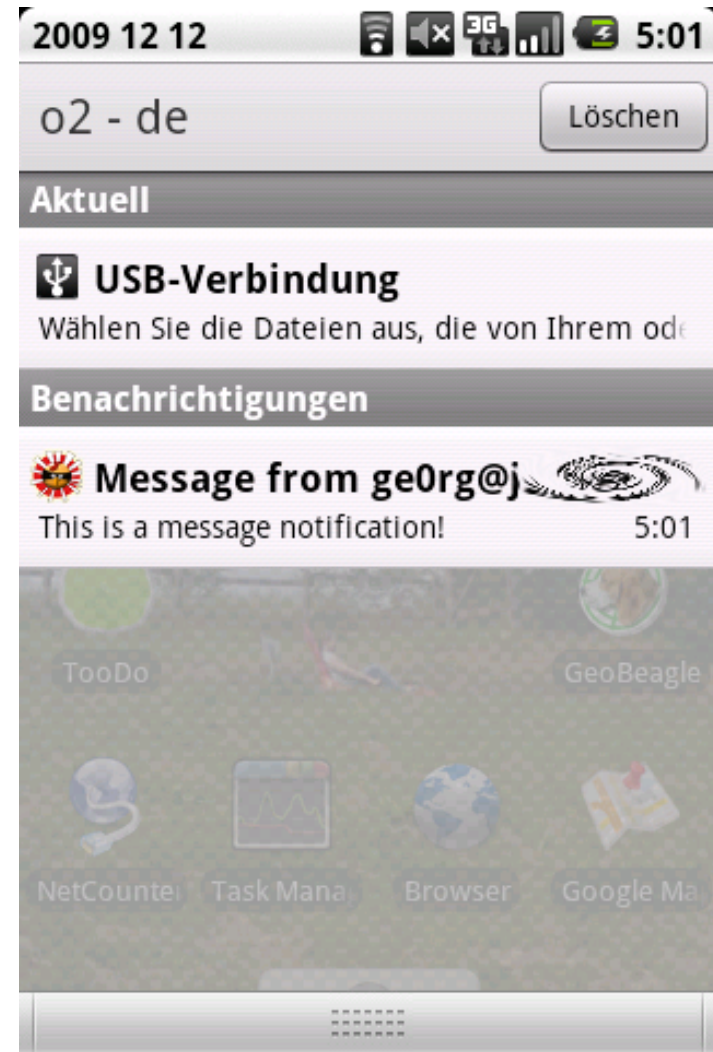 2009 12 12 3G 5:01
o2 - de Löschen
Aktuell
USB-Verbindung
Wählen Sie die Dateien aus, die von Ihrem
Benachrichtigungen
Message from ge0rg@j
This is a message notification! 5:01
TooDo GeoBeagle
NetCounter Task Mana Browser Google Ma